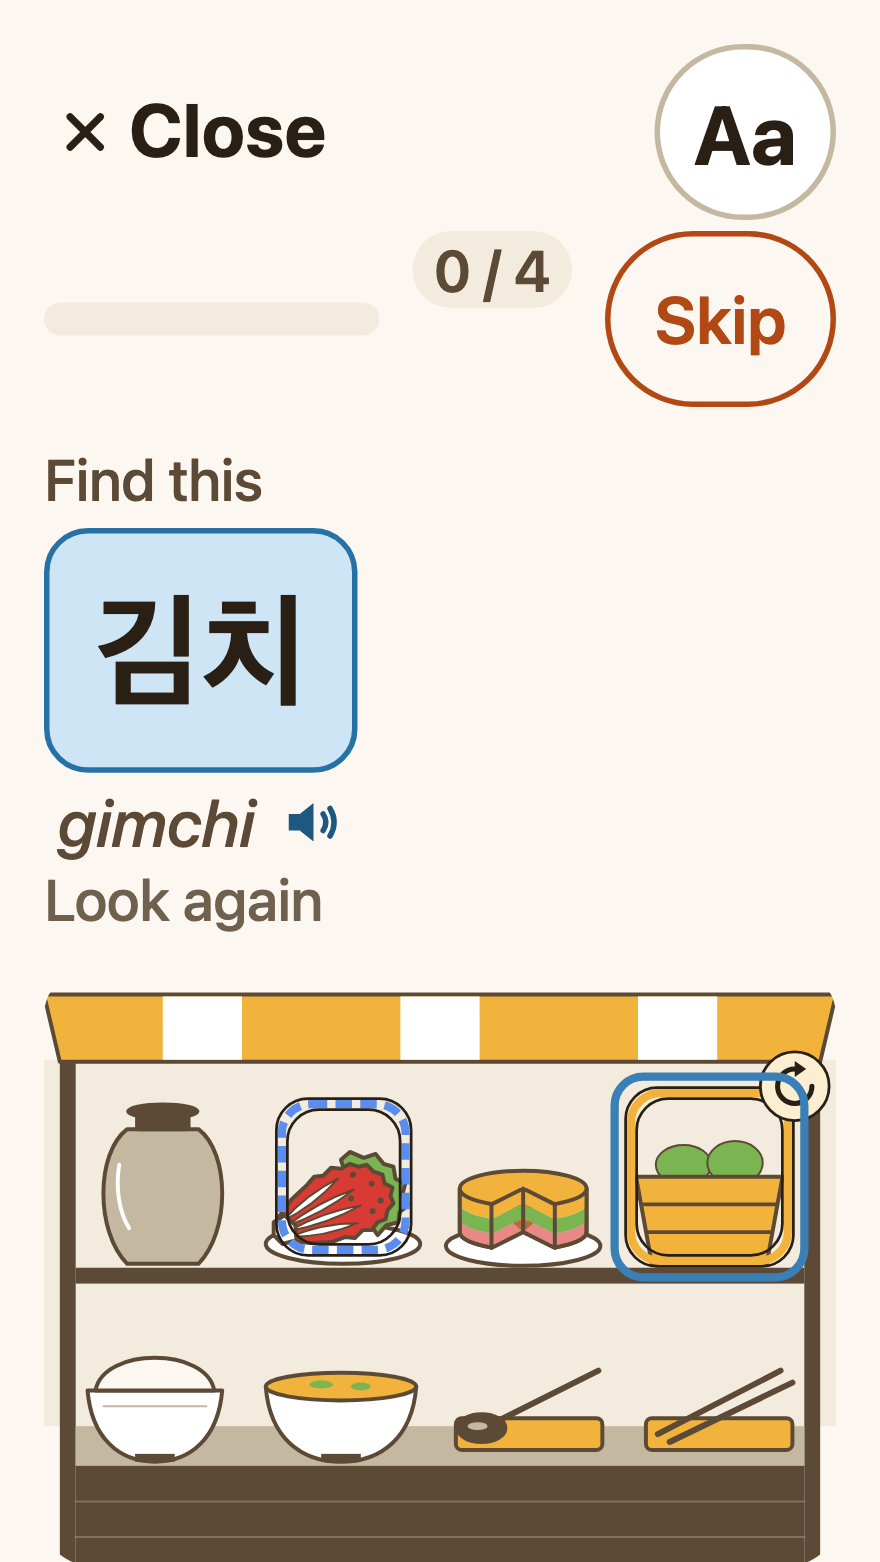 × Close
Aa
0 / 4
Skip
Find this
김치
gimchi
Look again